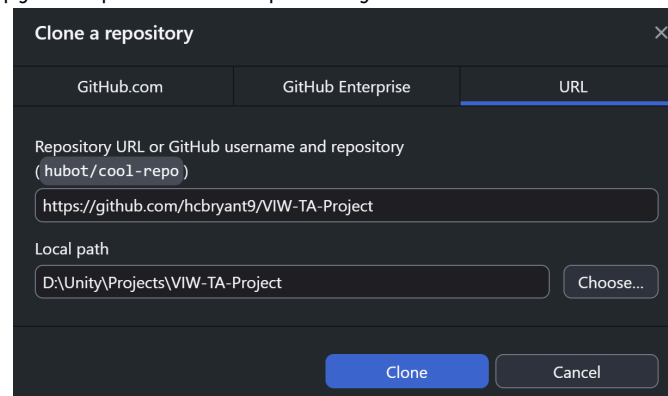 Clone a repository
GitHub.com
GitHub Enterprise
URL
Repository URL or GitHub username and repository
(hubot/cool-repo)
https://github.com/hcbryant9/VIW-TA-Project
Local path
D:\Unity\Projects\VIW-TA-Project
Choose...
Clone
Cancel